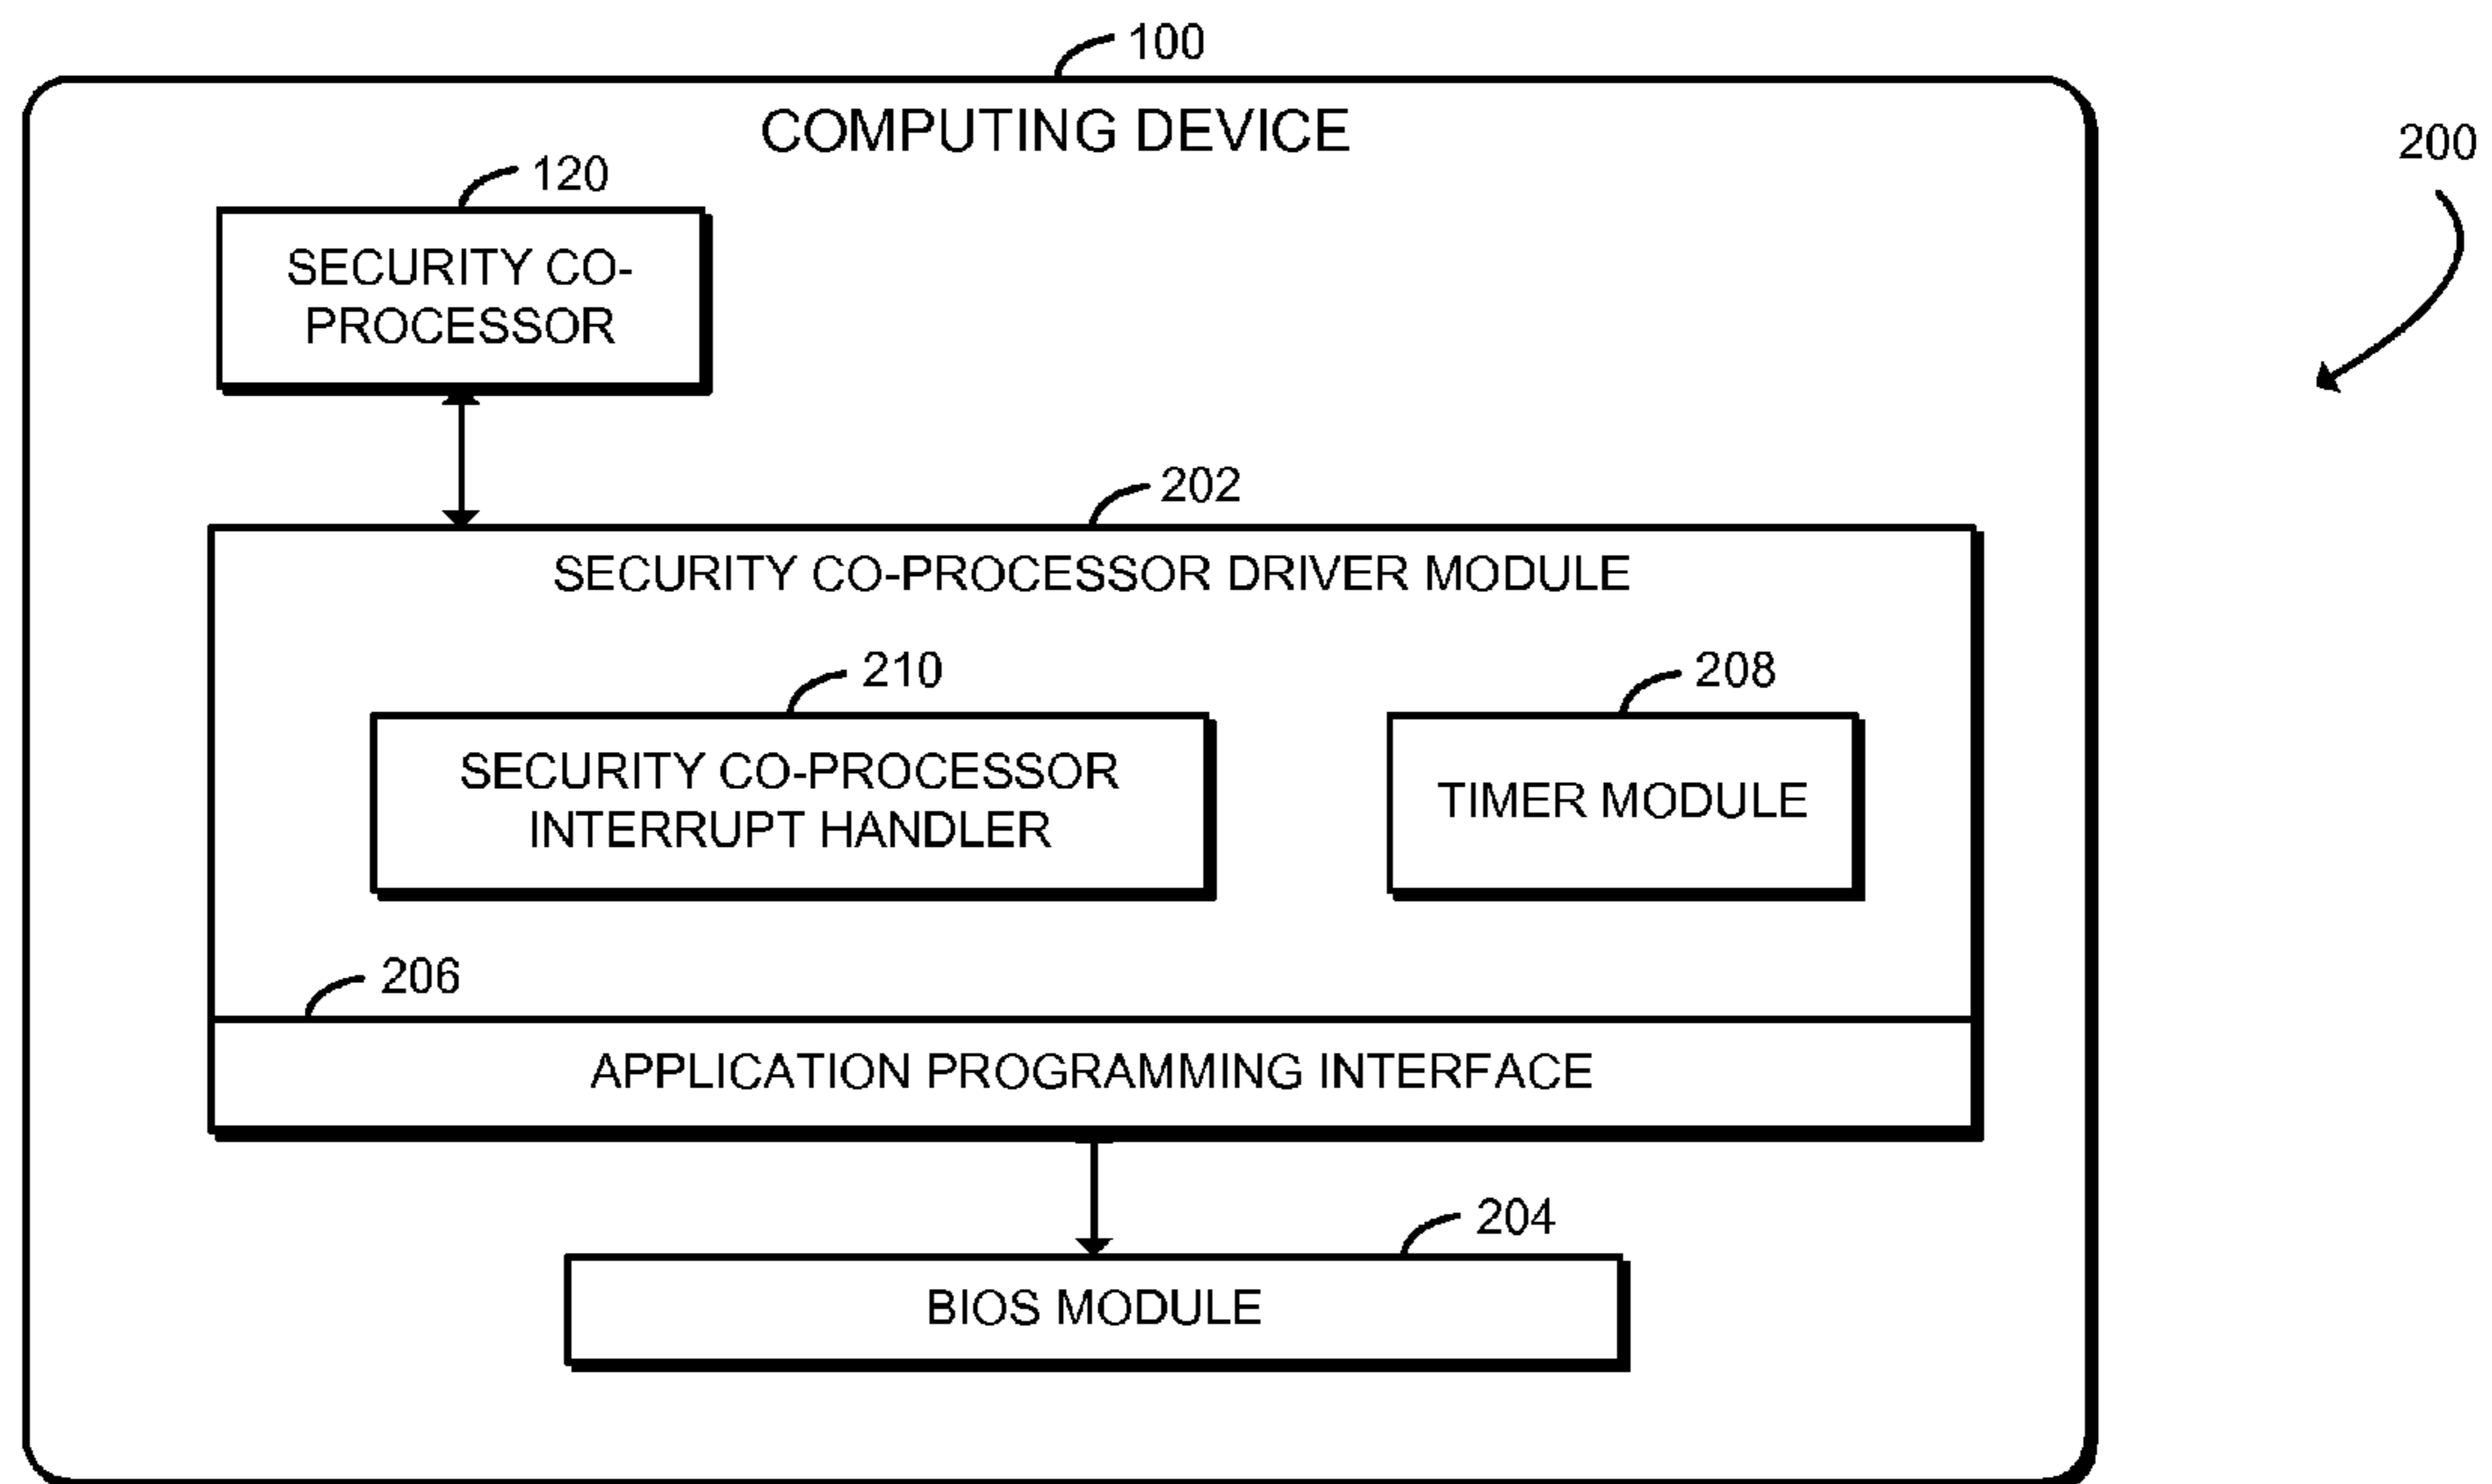 100
COMPUTING DEVICE
200
120
SECURITY CO-
PROCESSOR
202
SECURITY CO-PROCESSOR DRIVER MODULE
210
208
SECURITY CO-PROCESSOR
INTERRUPT HANDLER
TIMER MODULE
206
APPLICATION PROGRAMMING INTERFACE
204
BIOS MODULE